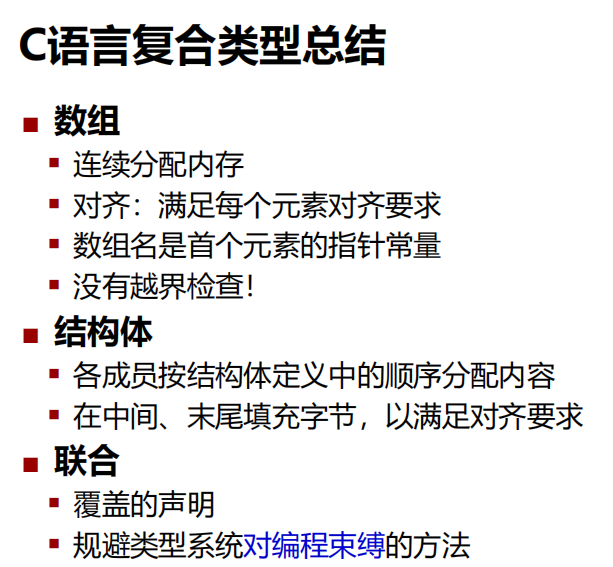 C语言复合类型总结
数组
连续分配内存
对齐：满足每个元素对齐要求
数组名是首个元素的指针常量
没有越界检查！
结构体
各成员按结构体定义中的顺序分配内容
在中间、末尾填充字节，以满足对齐要求
联合
覆盖的声明
规避类型系统对编程束缚的方法